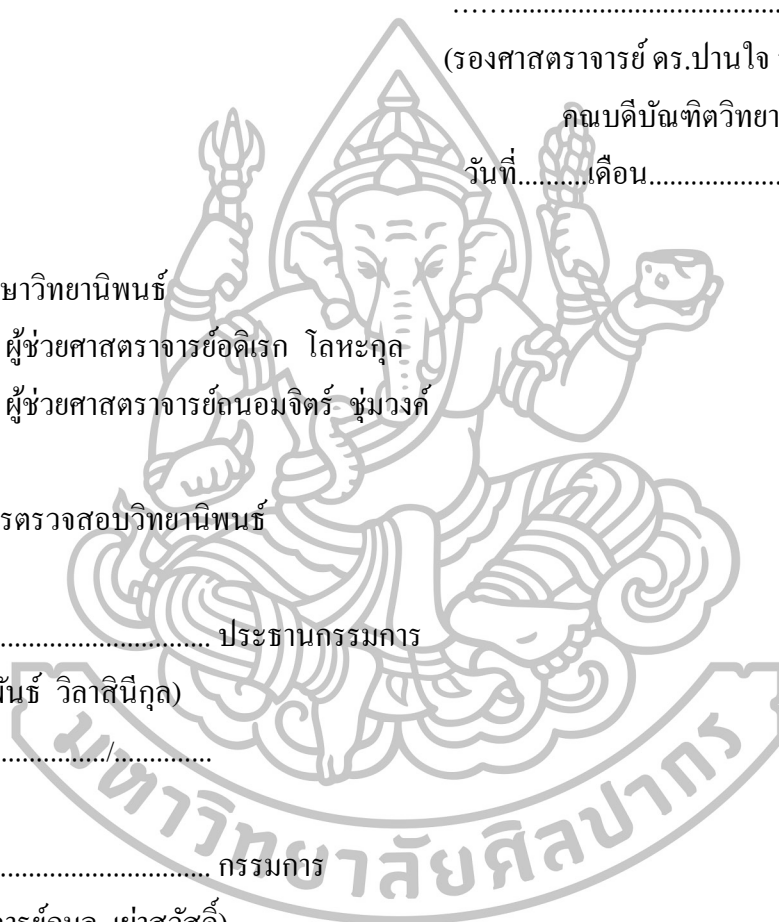 ……......................................
(รองศาสตราจารย์ ดร.ปานใจ
คณบดีบัณฑิตวิทยา
วันที่..........เดือน....................
ษาวิทยานิพนธ์
ผู้ช่วยศาสตราจารย์อดิเรก โลหะกุล
ผู้ช่วยศาสตราจารย์ถนอมจิตร์ ชุ่มวงค์
รตรวจสอบวิทยานิพนธ์
.............................. ประธานกรรมการ
พันธ์ วิลาสินีกุล)
................/..............
.............................. กรรมการ
มหาวิทยาลัยศิลปากร